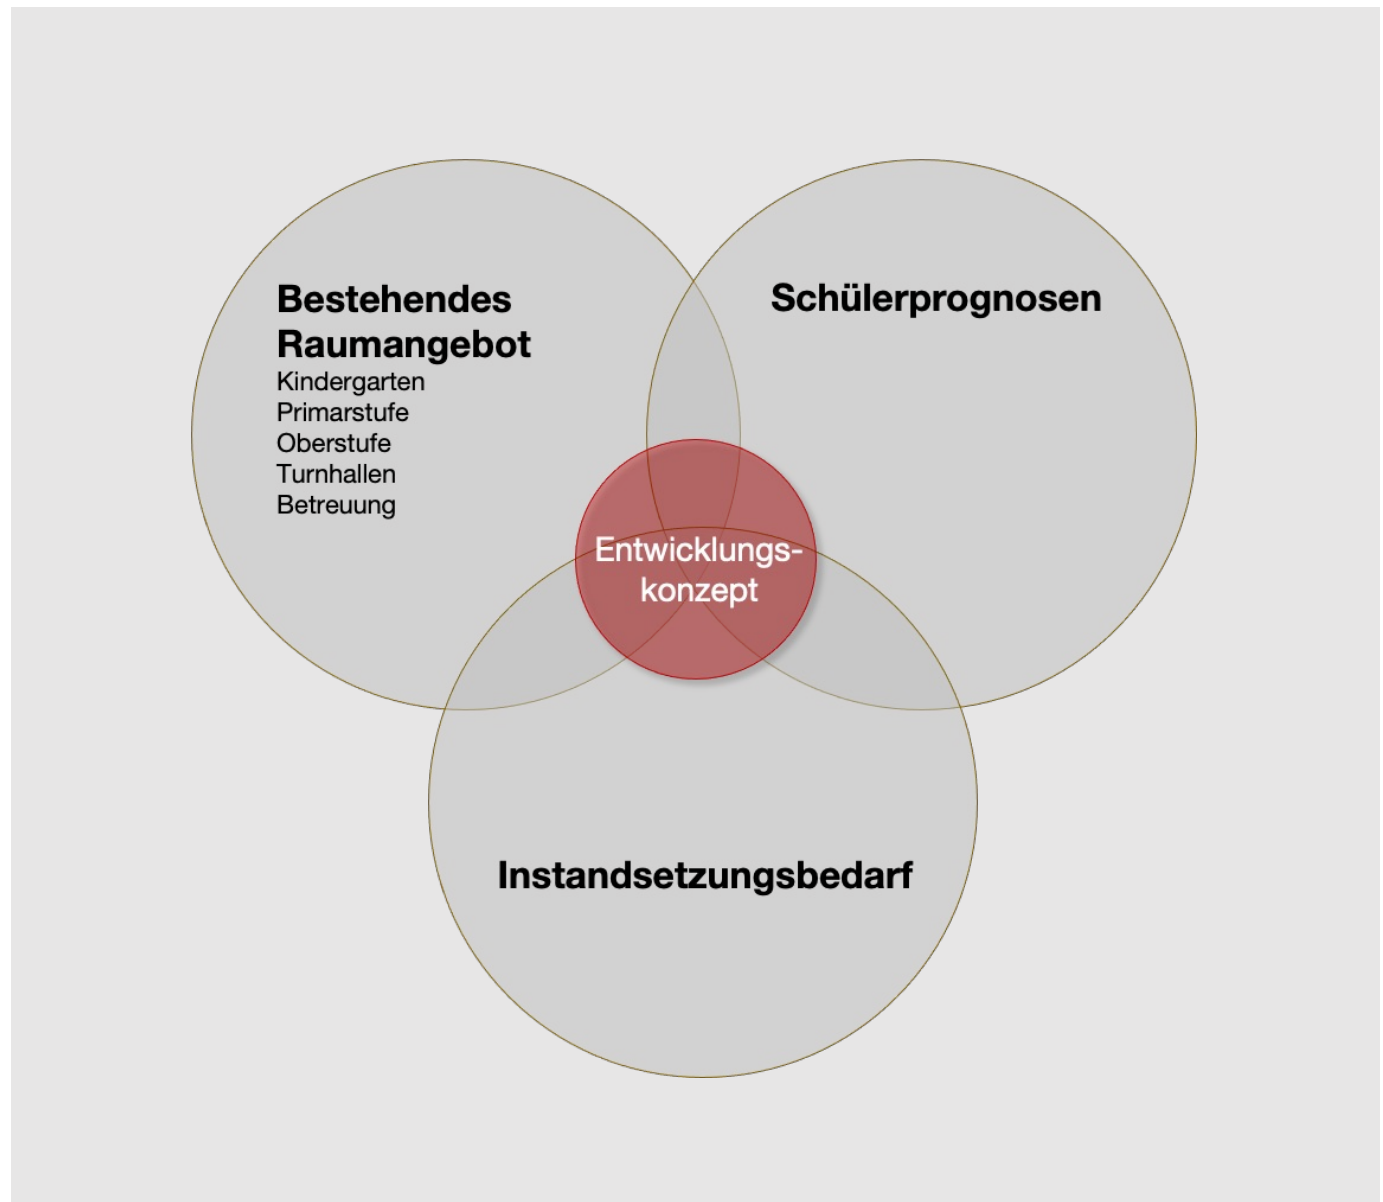 Bestehendes
Raumangebot
Kindergarten
Primarstufe
Oberstufe
Turnhallen
Betreuung
Schülerprognosen
Entwicklungs-
konzept
Instandsetzungsbedarf